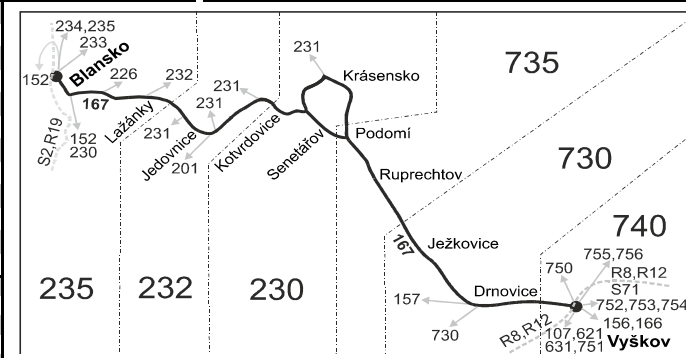 234,235
233
Blansko
152
226
232
167
Lažánky
152
230
S2,R19
231
231
231
Jedovnice
201
Kotvrdovice
Senetářov
231
Krásensko
Podomí
Ruprechtov
167
Ježkovice
Drnovice
157
730
735
730
740
235
232
230
750
755,756
R8,R12
S71
752,753,754
156,166
R8,R12
107,621
631,751
Vyškov